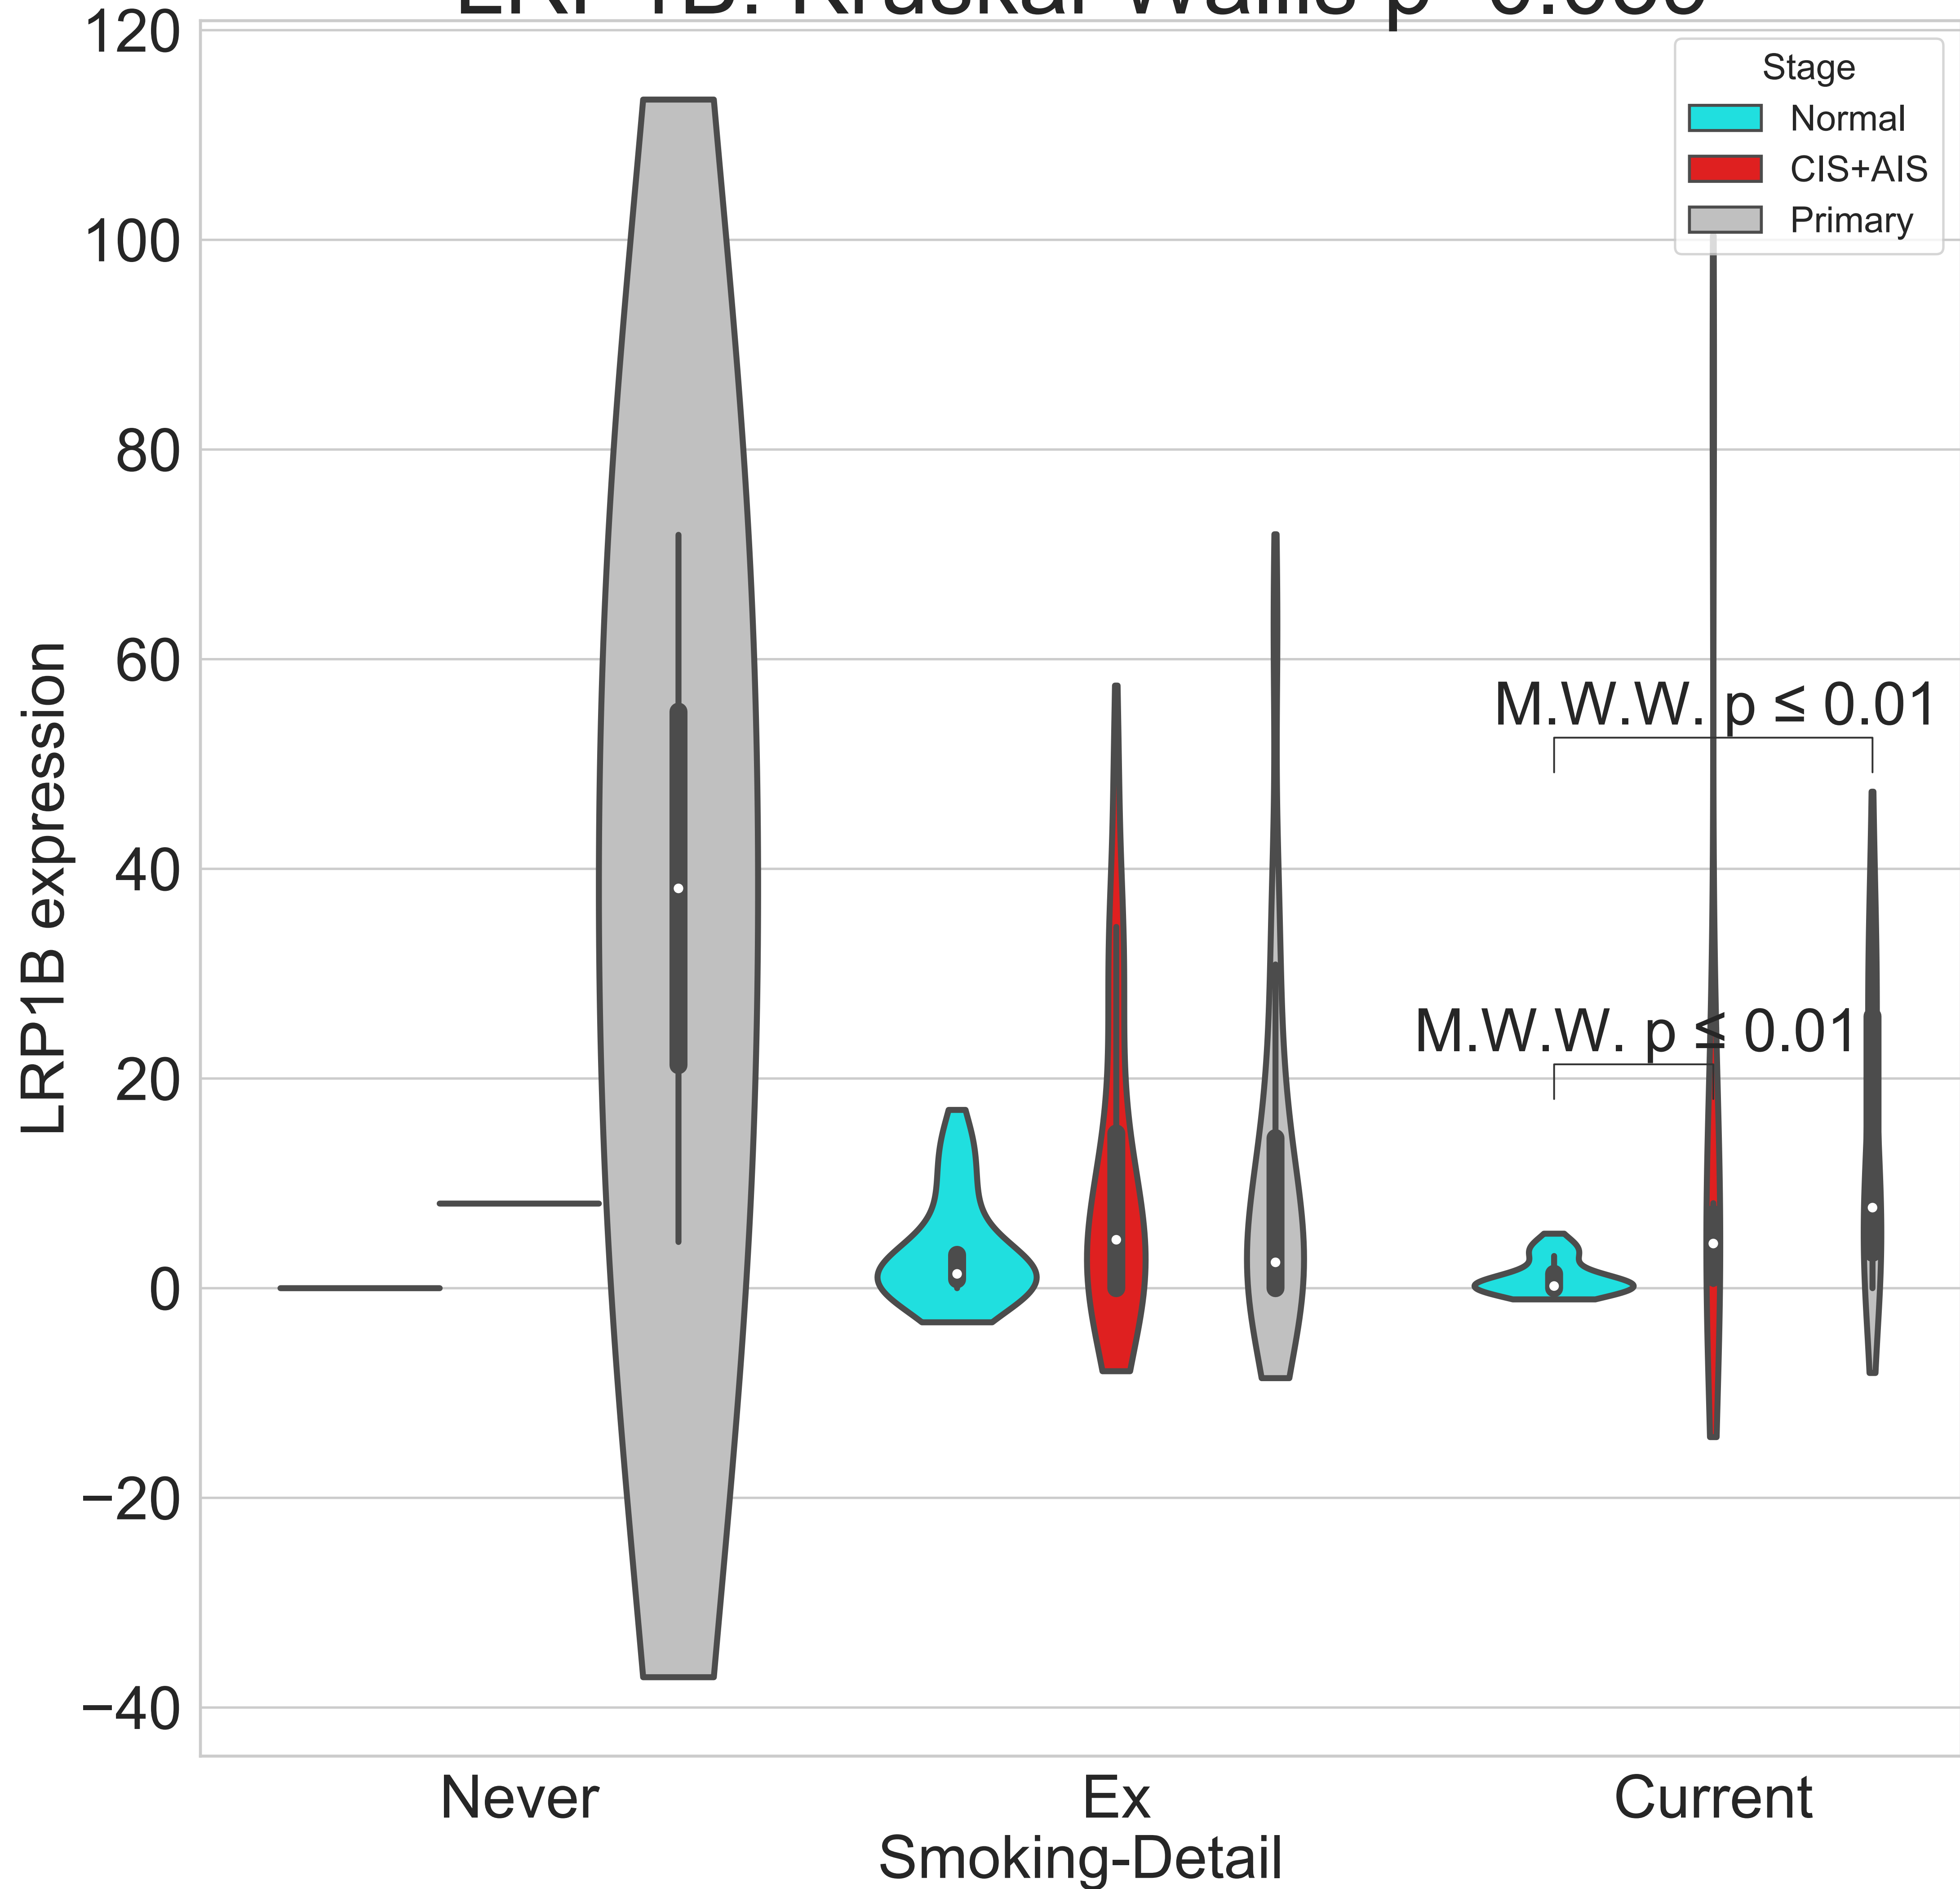 120
Stage
Normal
CIS+AIS
Primary
100
80
60
40
20
0
−20
−40
LRP1B expression
M.W.W. p ≤ 0.01
M.W.W. p ≤ 0.01
Never
Ex
Current
Smoking-Detail